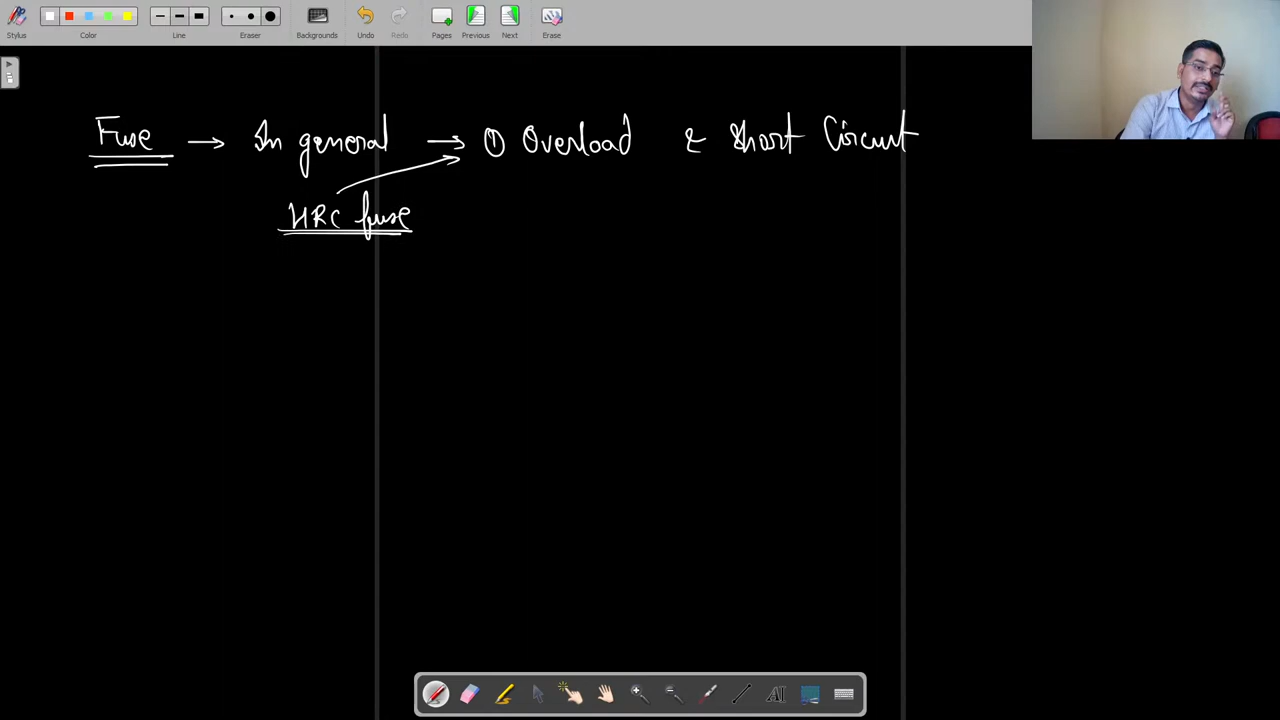 Stylus Color Line Eraser Backgrounds Undo Redo Pages Previous Next Erase
Fuse → In general → ① Overload & Short Circuit
HRC fuse
AI